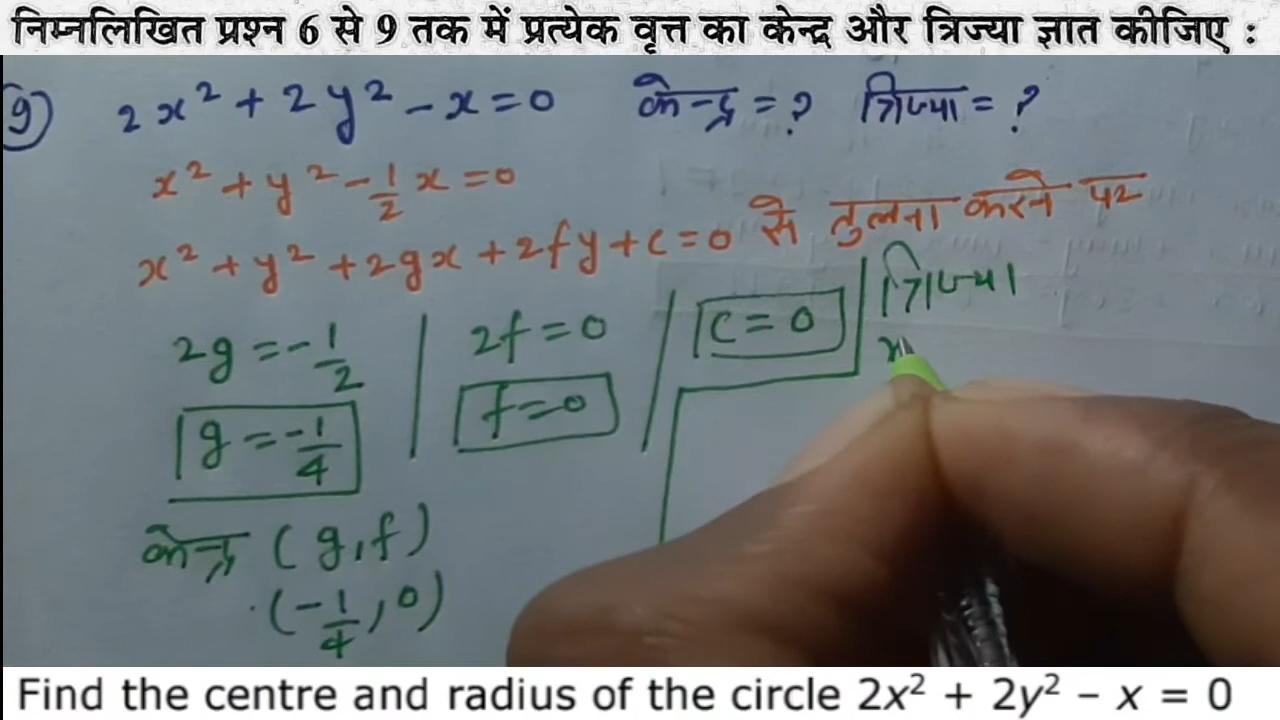 निम्नलिखित प्रश्न 6 से 9 तक में प्रत्येक वृत्त का केन्द्र और त्रिज्या ज्ञात कीजिए :
9) 2x² + 2y² - x = 0 केन्द्र = ? त्रिज्या = ?
x² + y² - 1/2 x = 0
x² + y² + 2gx + 2fy + c = 0 से तुलना करने पर
2g = -1/2 2f = 0 c = 0 त्रिज्या
g = -1/4 f = 0
केन्द्र (g, f)
(-1/4, 0)
Find the centre and radius of the circle 2x² + 2y² – x = 0